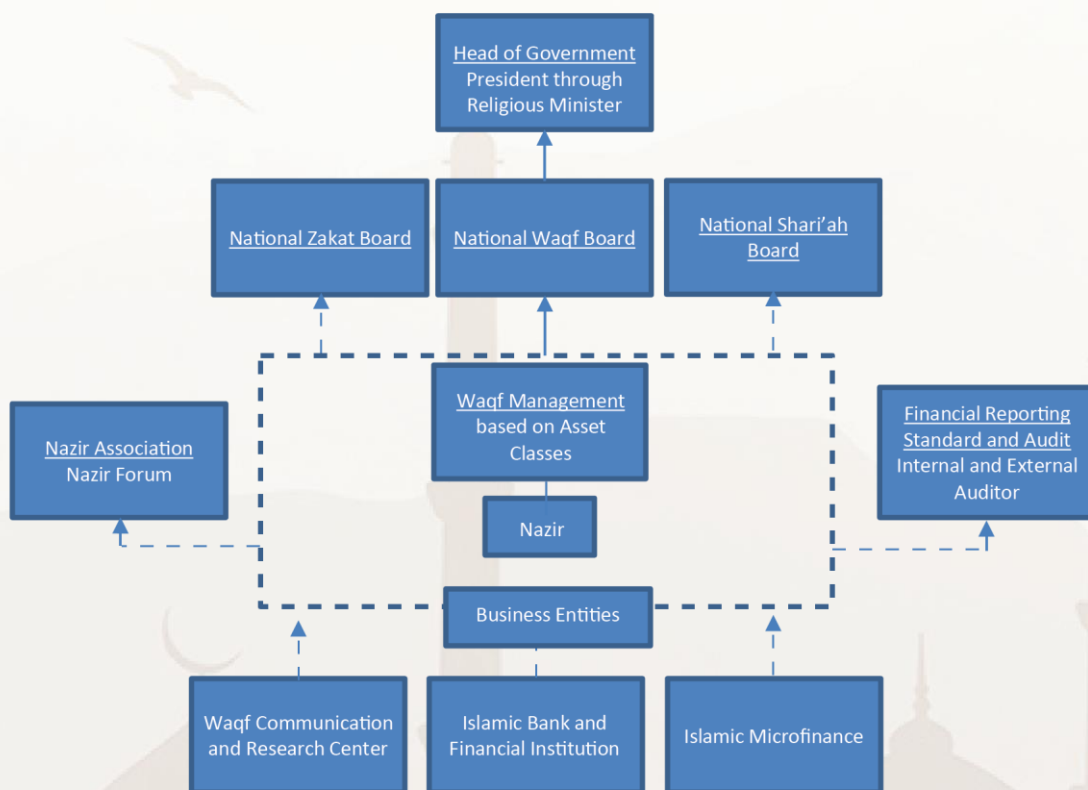 Head of Government
President through
Religious Minister
National Zakat Board
National Waqf Board
National Shari'ah
Board
Waqf Management
based on Asset
Classes
Nazir Association
Nazir Forum
Financial Reporting
Standard and Audit
Internal and External
Auditor
Nazir
Business Entities
Waqf Communication
and Research Center
Islamic Bank and
Financial Institution
Islamic Microfinance